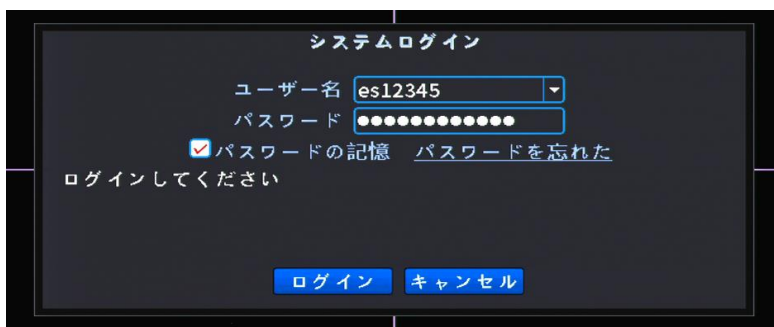 システムログイン
ユーザー名 es12345
パスワード ●●●●●●●●●●●●
パスワードの記憶 パスワードを忘れた
ログインしてください
ログイン キャンセル